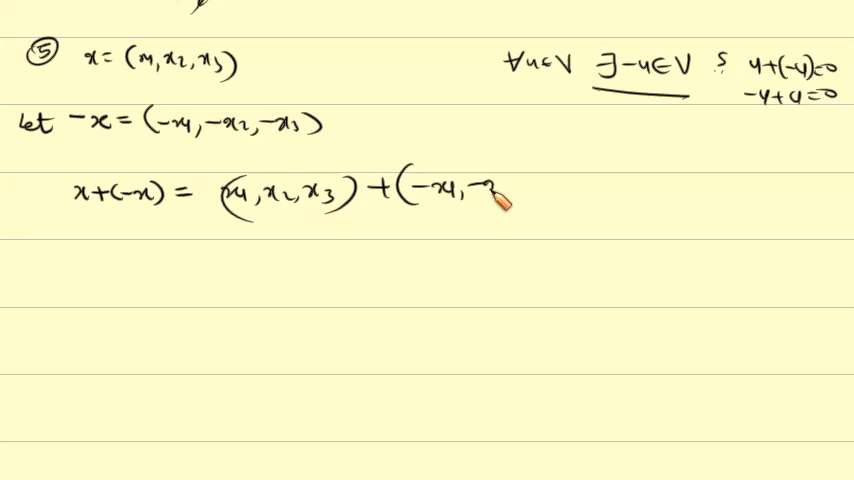 ⑤ x = (x1, x2, x3)
∀u∈V ∃-u∈V s: u+(-u)=0
-u+u=0
let -x = (-x1, -x2, -x3)
x+(-x) = (x1, x2, x3) + (-x1, -